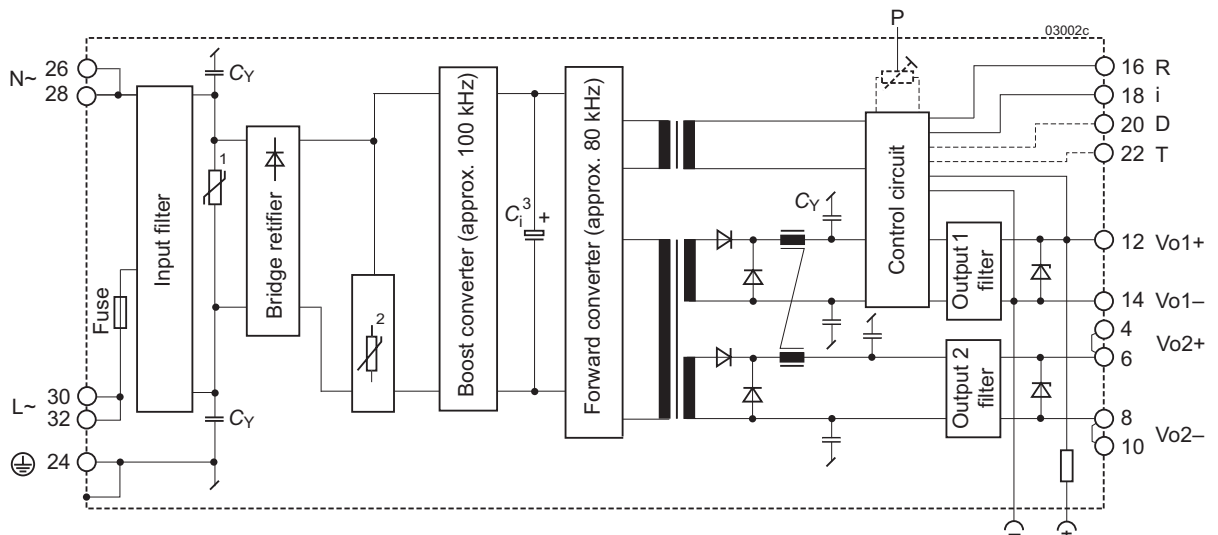 P
03002c
N~
26
28
CY
1
Input filter
Fuse
L~
30
32
CY
24
Bridge retifier
2
Boost converter (approx. 100 kHz)
Ci3
+
Forward converter (approx. 80 kHz)
CY
Control circuit
Output 1
filter
Output 2
filter
16 R
18 i
20 D
22 T
12 Vo1+
14 Vo1–
4
Vo2+
6
8
Vo2–
10
–
+